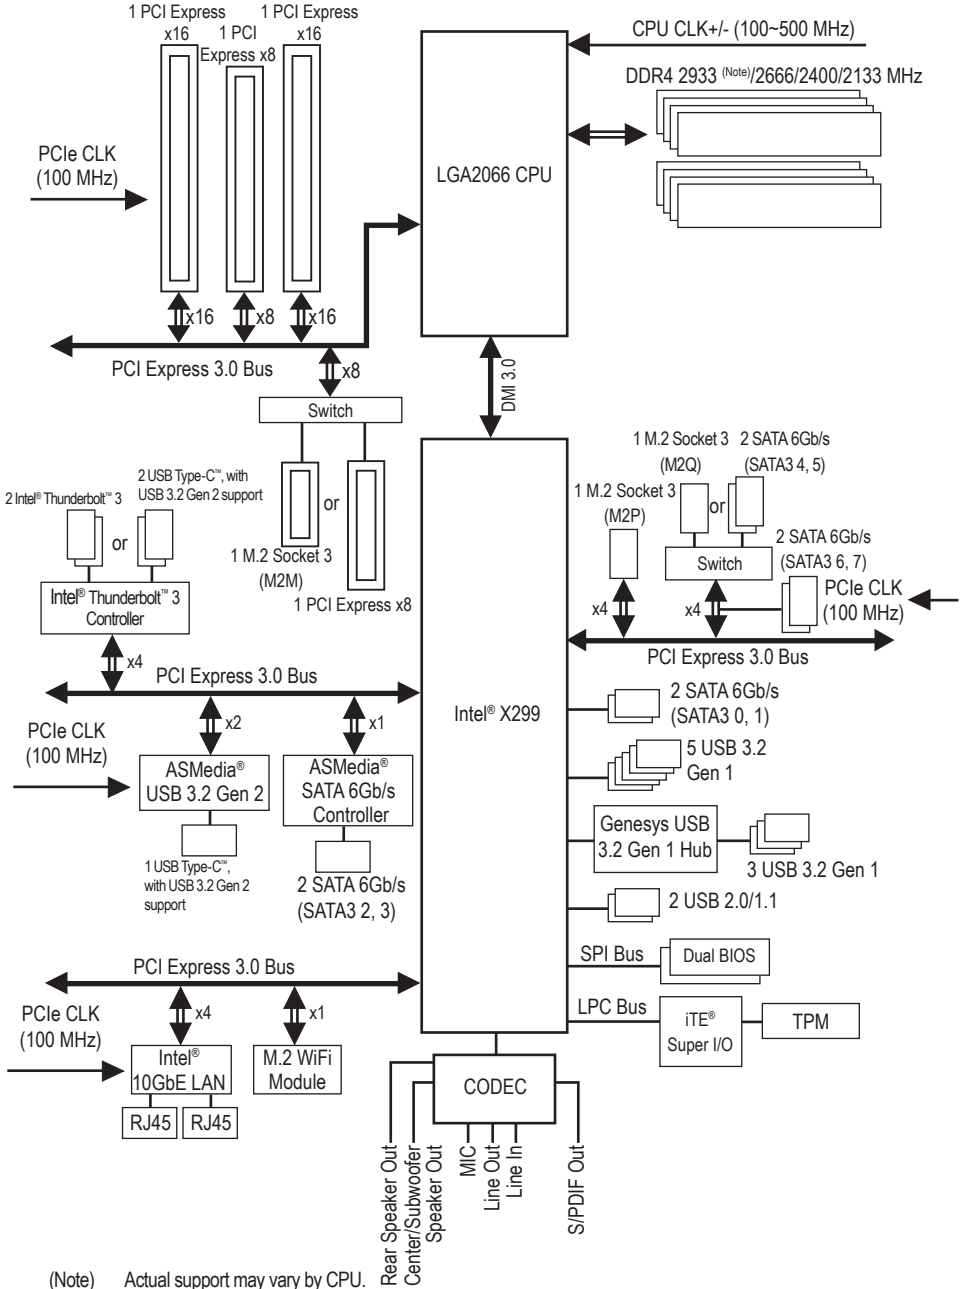 1 PCI Express
x16
1 PCI
Express x8
1 PCI Express
x16
CPU CLK+/- (100~500 MHz)
DDR4 2933 (Note)/2666/2400/2133 MHz
PCIe CLK
(100 MHz)
LGA2066 CPU
x16
x8
x16
PCI Express 3.0 Bus
x8
Switch
DMI 3.0
2 Intel® Thunderbolt™ 3
or
2 USB Type-C™, with
USB 3.2 Gen 2 support
or
1 M.2 Socket 3
(M2M)
1 PCI Express x8
Intel® Thunderbolt™ 3
Controller
x4
PCI Express 3.0 Bus
1 M.2 Socket 3
(M2Q)
2 SATA 6Gb/s
(SATA3 4, 5)
1 M.2 Socket 3
(M2P)
or
Switch
2 SATA 6Gb/s
(SATA3 6, 7)
x4
x4
PCIe CLK
(100 MHz)
PCI Express 3.0 Bus
Intel® X299
x2
x1
PCIe CLK
(100 MHz)
ASMedia®
USB 3.2 Gen 2
ASMedia®
SATA 6Gb/s
Controller
1 USB Type-C™,
with USB 3.2 Gen 2
support
2 SATA 6Gb/s
(SATA3 2, 3)
2 SATA 6Gb/s
(SATA3 0, 1)
5 USB 3.2
Gen 1
Genesys USB
3.2 Gen 1 Hub
3 USB 3.2 Gen 1
2 USB 2.0/1.1
SPI Bus
Dual BIOS
LPC Bus
iTE®
Super I/O
TPM
PCI Express 3.0 Bus
PCIe CLK
(100 MHz)
x4
x1
Intel®
10GbE LAN
M.2 WiFi
Module
RJ45
RJ45
CODEC
Rear Speaker Out
Center/Subwoofer
Speaker Out
MIC
Line Out
Line In
S/PDIF Out
(Note) Actual support may vary by CPU.